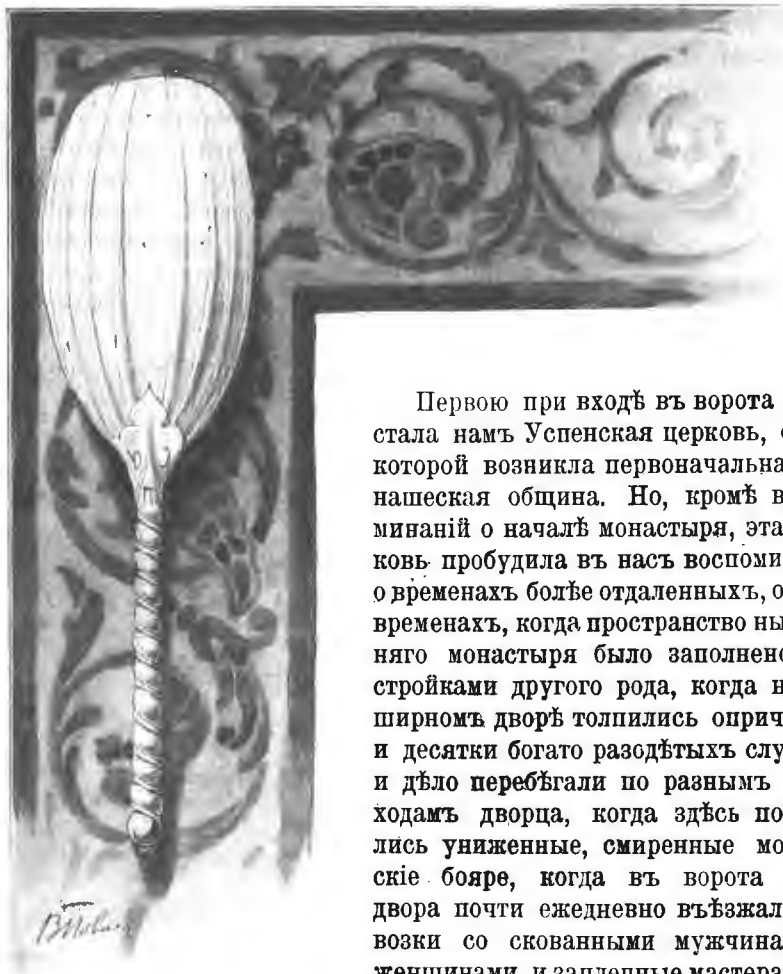 Первою при входѣ въ ворота
стала намъ Успенская церковь,
которой возникла первоначальна
нашеская община. Но, кромѣ в
минаній о началѣ монастыря, эта
ковь пробудила въ насъ воспоми
о временахъ болѣе отдаленныхъ, о
временахъ, когда пространство ны
няго монастыря было заполнено
стройками другого рода, когда н
ширномъ дворѣ толпились оприч
и десятки богато разодѣтыхъ слу
и дѣло перебѣгали по разнымъ
ходамъ дворца, когда здѣсь по
лись униженные, смиренные мо
скіе бояре, когда въ ворота
двора почти ежедневно въѣзжал
возки со скованными мужчина
женщинами, и заплечные мастера